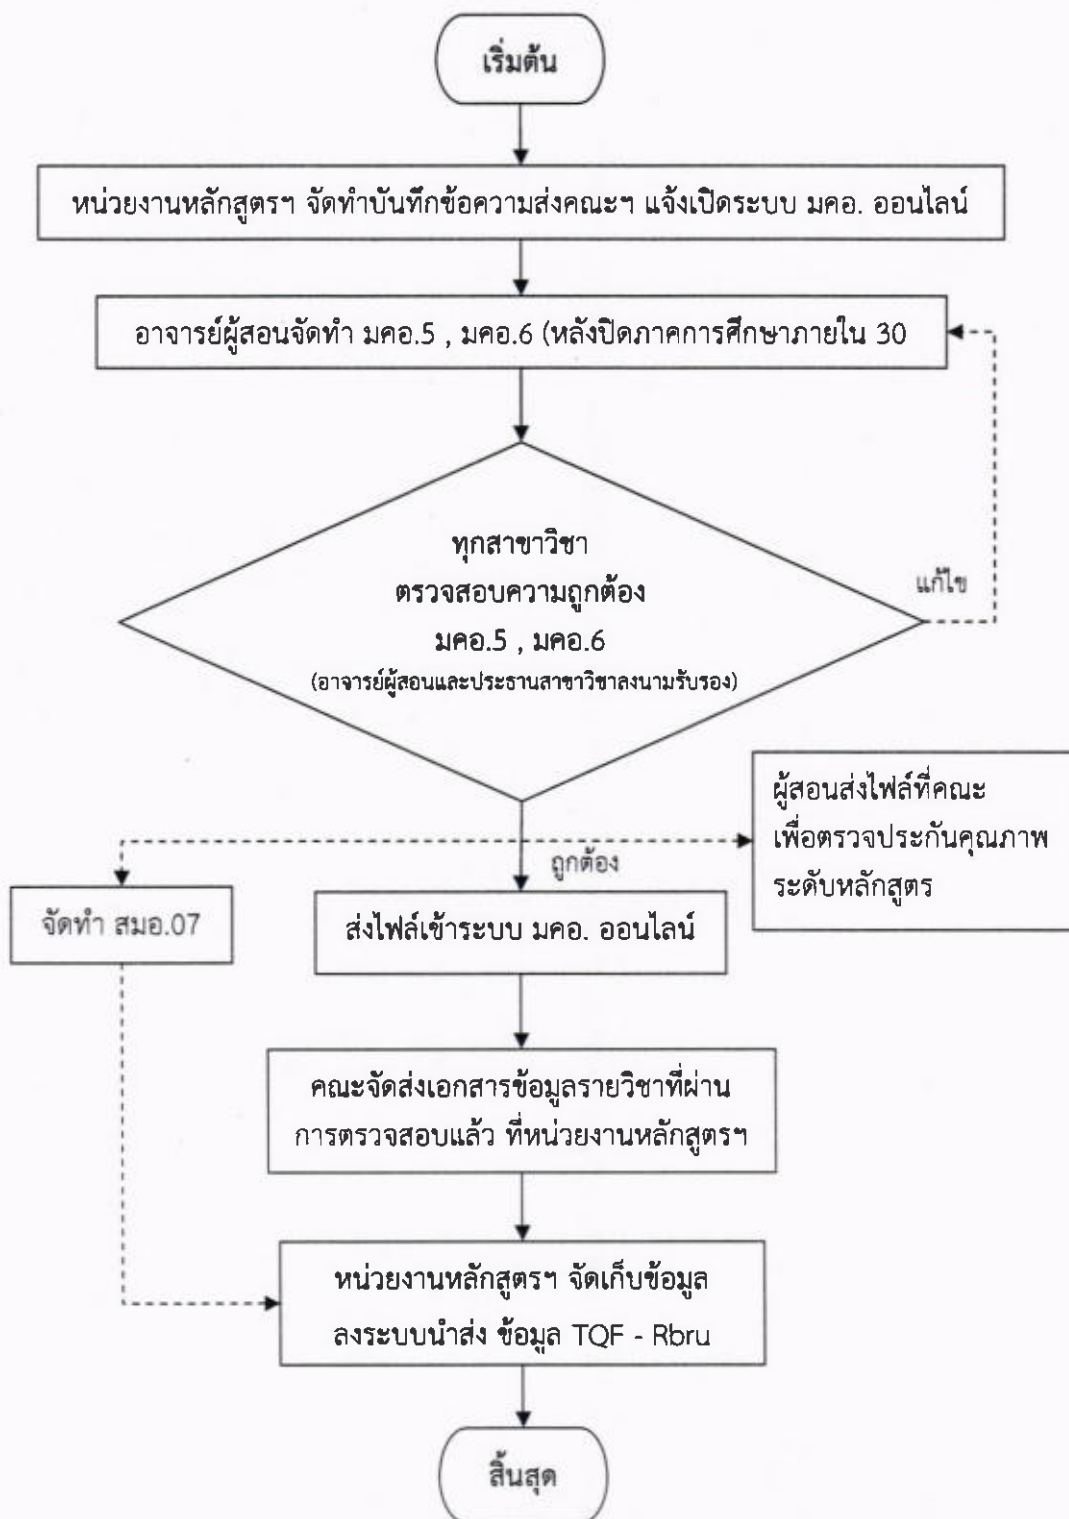 เริ่มต้น
หน่วยงานหลักสูตรฯ จัดทำบันทึกข้อความส่งคณะฯ แจ้งเปิดระบบ มคอ. ออนไลน์
อาจารย์ผู้สอนจัดทำ มคอ.5 , มคอ.6 (หลังปิดภาคการศึกษาภายใน 30
ทุกสาขาวิชา
ตรวจสอบความถูกต้อง
มคอ.5 , มคอ.6
(อาจารย์ผู้สอนและประธานสาขาวิชาลงนามรับรอง)
แก้ไข
ผู้สอนส่งไฟล์ที่คณะ
เพื่อตรวจประกันคุณภาพ
ระดับหลักสูตร
ถูกต้อง
จัดทำ สมอ.07
ส่งไฟล์เข้าระบบ มคอ. ออนไลน์
คณะจัดส่งเอกสารข้อมูลรายวิชาที่ผ่าน
การตรวจสอบแล้ว ที่หน่วยงานหลักสูตรฯ
หน่วยงานหลักสูตรฯ จัดเก็บข้อมูล
ลงระบบนำส่ง ข้อมูล TQF - Rbru
สิ้นสุด